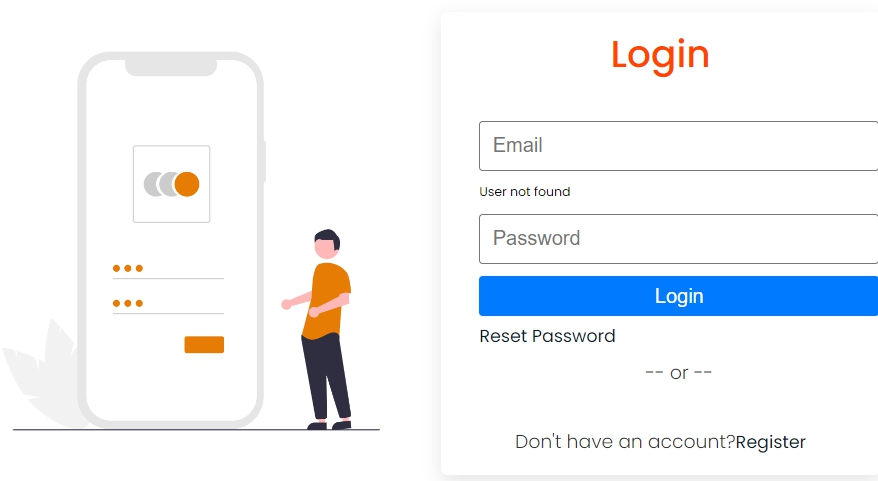 Login
Email
User not found
Password
Login
Reset Password
-- or --
Don't have an account?Register